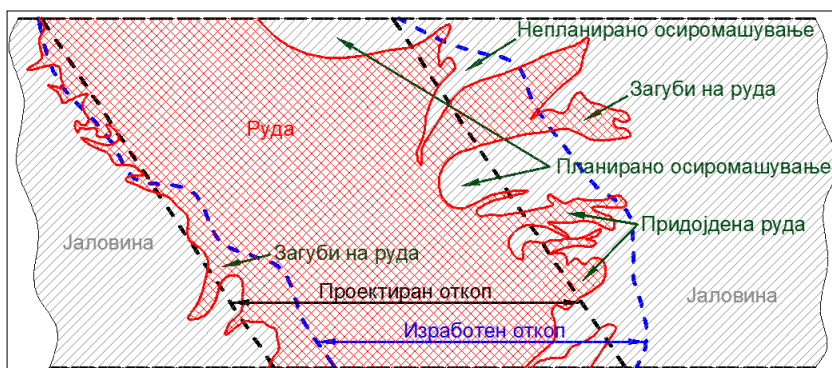 Непланирано осиромашување
Загуби на руда
Руда
Планирано осиромашување
Придојдена руда
Јаловина
Загуби на руда
Проектиран откоп
Јаловина
Изработен откоп